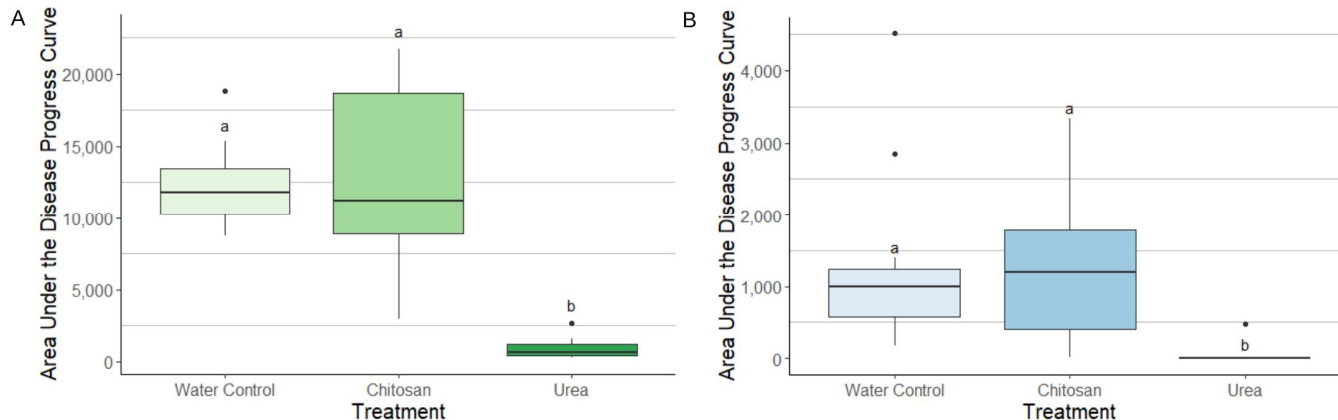 A
Area Under the Disease Progress Curve
20,000
15,000
10,000
5,000
0
a
a
b
Water Control
Chitosan
Urea
Treatment
B
Area Under the Disease Progress Curve
4,000
3,000
2,000
1,000
0
a
a
b
Water Control
Chitosan
Urea
Treatment